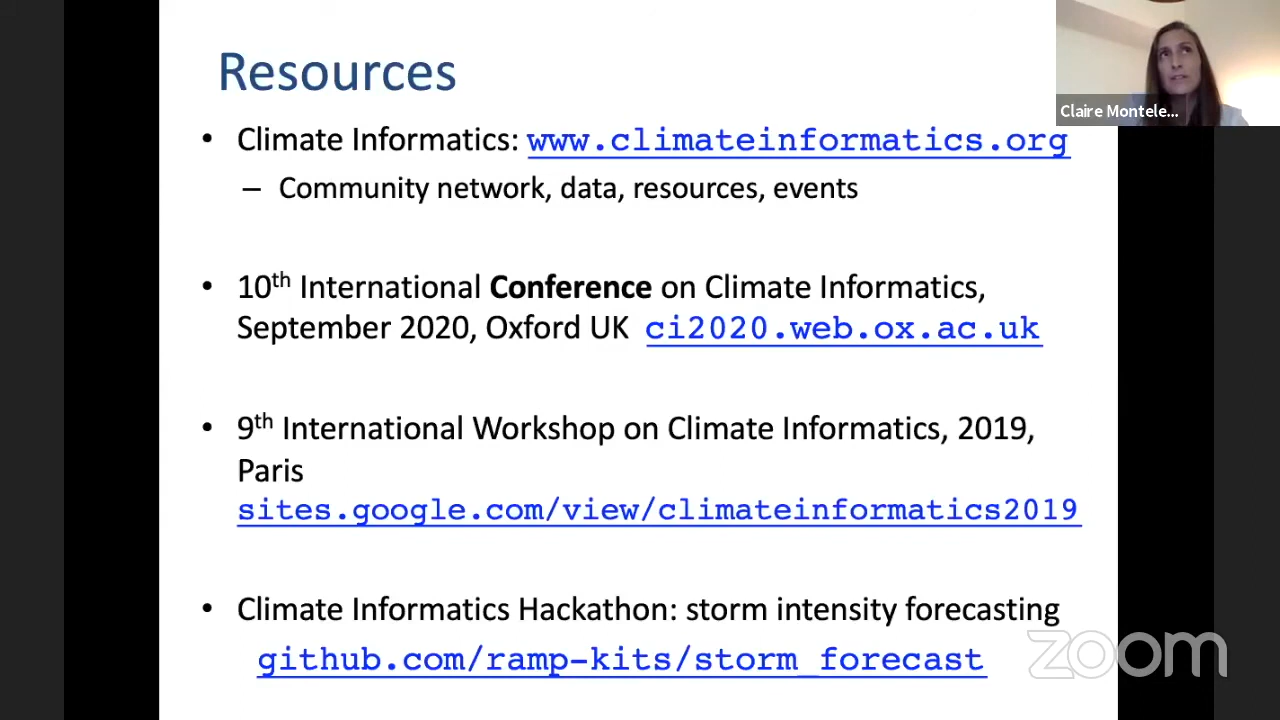 Resources
Claire Montele...
• Climate Informatics: www.climateinformatics.org
– Community network, data, resources, events
• 10th International Conference on Climate Informatics,
September 2020, Oxford UK ci2020.web.ox.ac.uk
• 9th International Workshop on Climate Informatics, 2019,
Paris
sites.google.com/view/climateinformatics2019
• Climate Informatics Hackathon: storm intensity forecasting
github.com/ramp-kits/storm_forecast
zoom